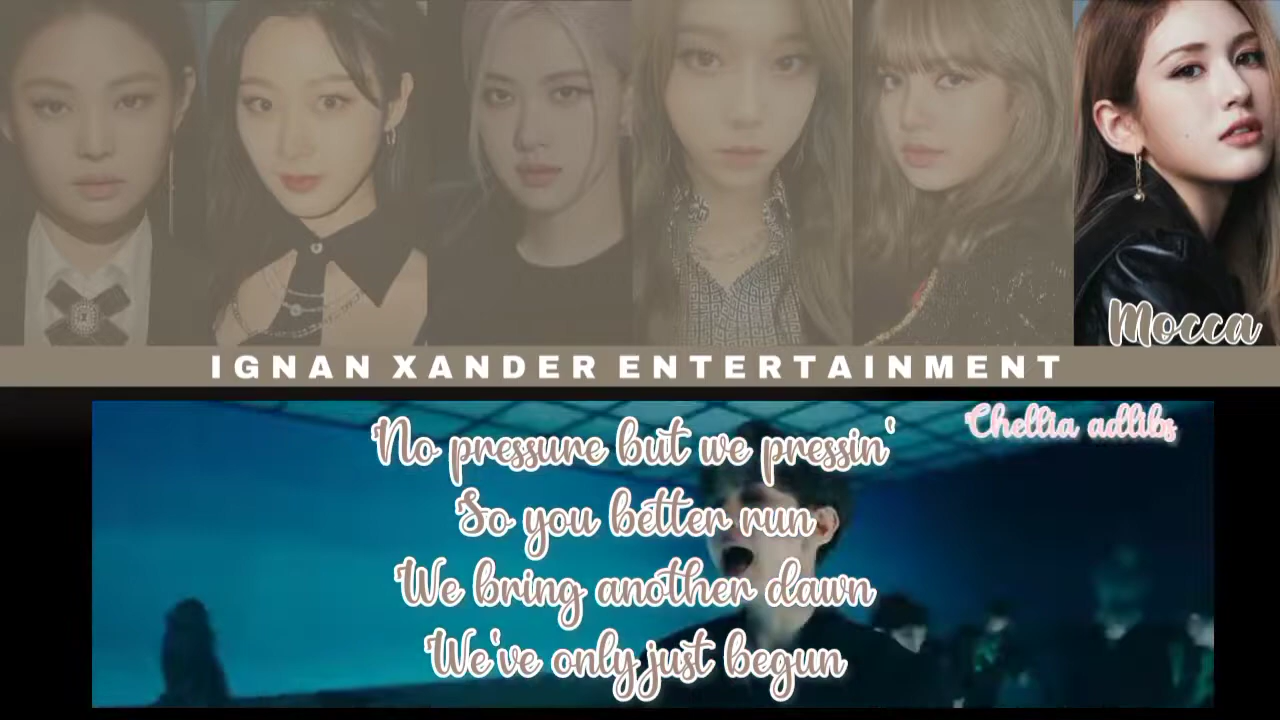 Mocca
IGNAN XANDER ENTERTAINMENT
Chellia adlibs
No pressure but we pressin'
So you better run
We bring another dawn
We've only just begun